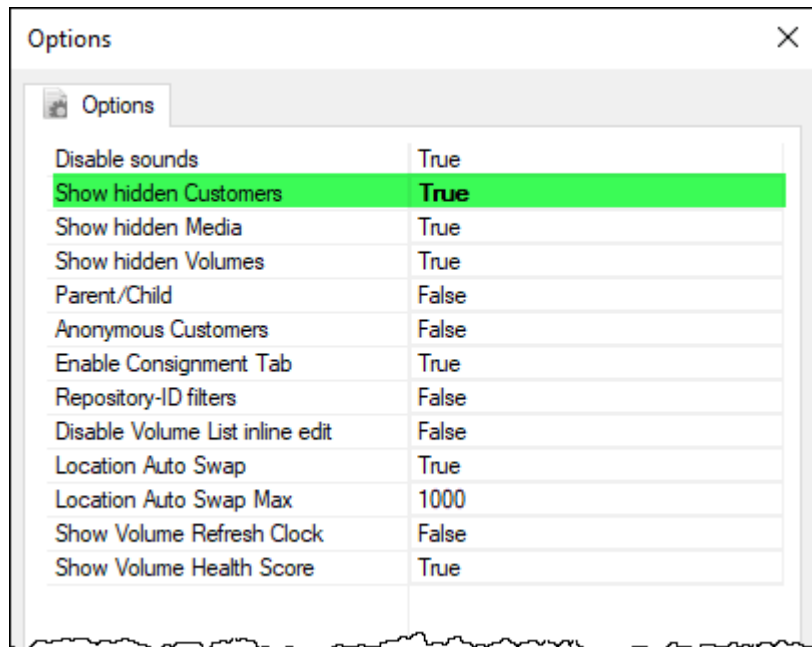 Options
Options
Disable sounds True
Show hidden Customers True
Show hidden Media True
Show hidden Volumes True
Parent/Child False
Anonymous Customers False
Enable Consignment Tab True
Repository-ID filters False
Disable Volume List inline edit False
Location Auto Swap True
Location Auto Swap Max 1000
Show Volume Refresh Clock False
Show Volume Health Score True